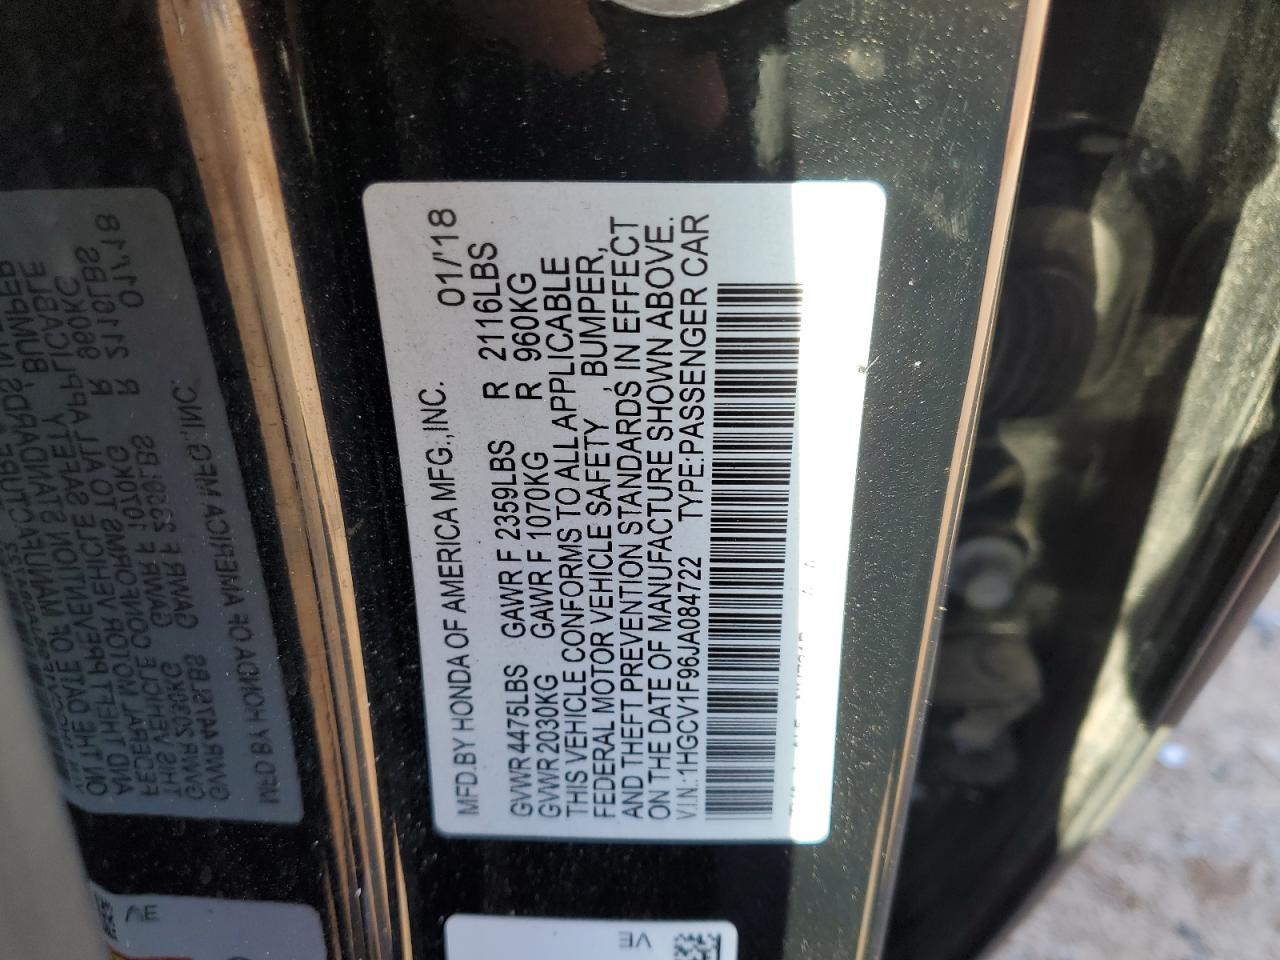 MFD.BY HONDA OF AMERICA MFG.,INC. 01/'18
GVWR 4475LBS GAWR F 2359LBS R 2116LBS
GVWR 2030KG GAWR F 1070KG R 960KG
THIS VEHICLE CONFORMS TO ALL APPLICABLE
FEDERAL MOTOR VEHICLE SAFETY , BUMPER,
AND THEFT PREVENTION STANDARDS IN EFFECT
ON THE DATE OF MANUFACTURE SHOWN ABOVE.
V.I.N.:1HGCV1F96JA084722 TYPE:PASSENGER CAR
VE